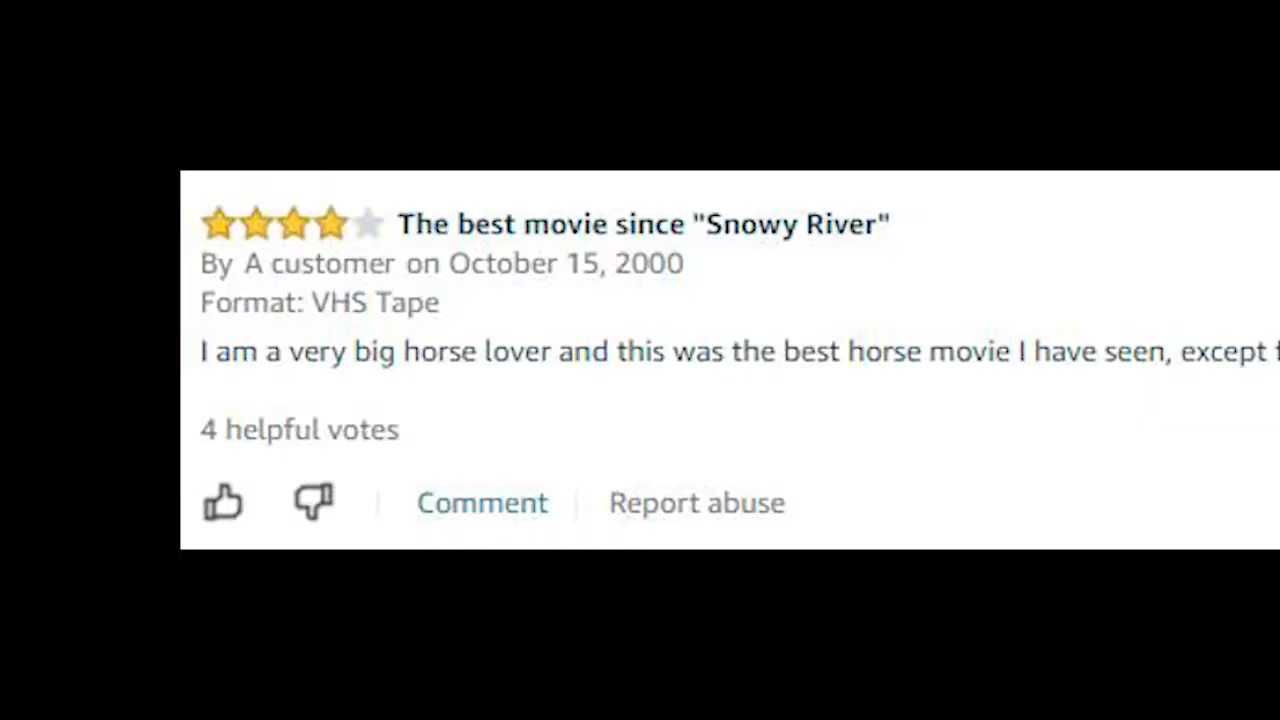 The best movie since "Snowy River"
By A customer on October 15, 2000
Format: VHS Tape
I am a very big horse lover and this was the best horse movie I have seen, except
4 helpful votes
Comment
Report abuse